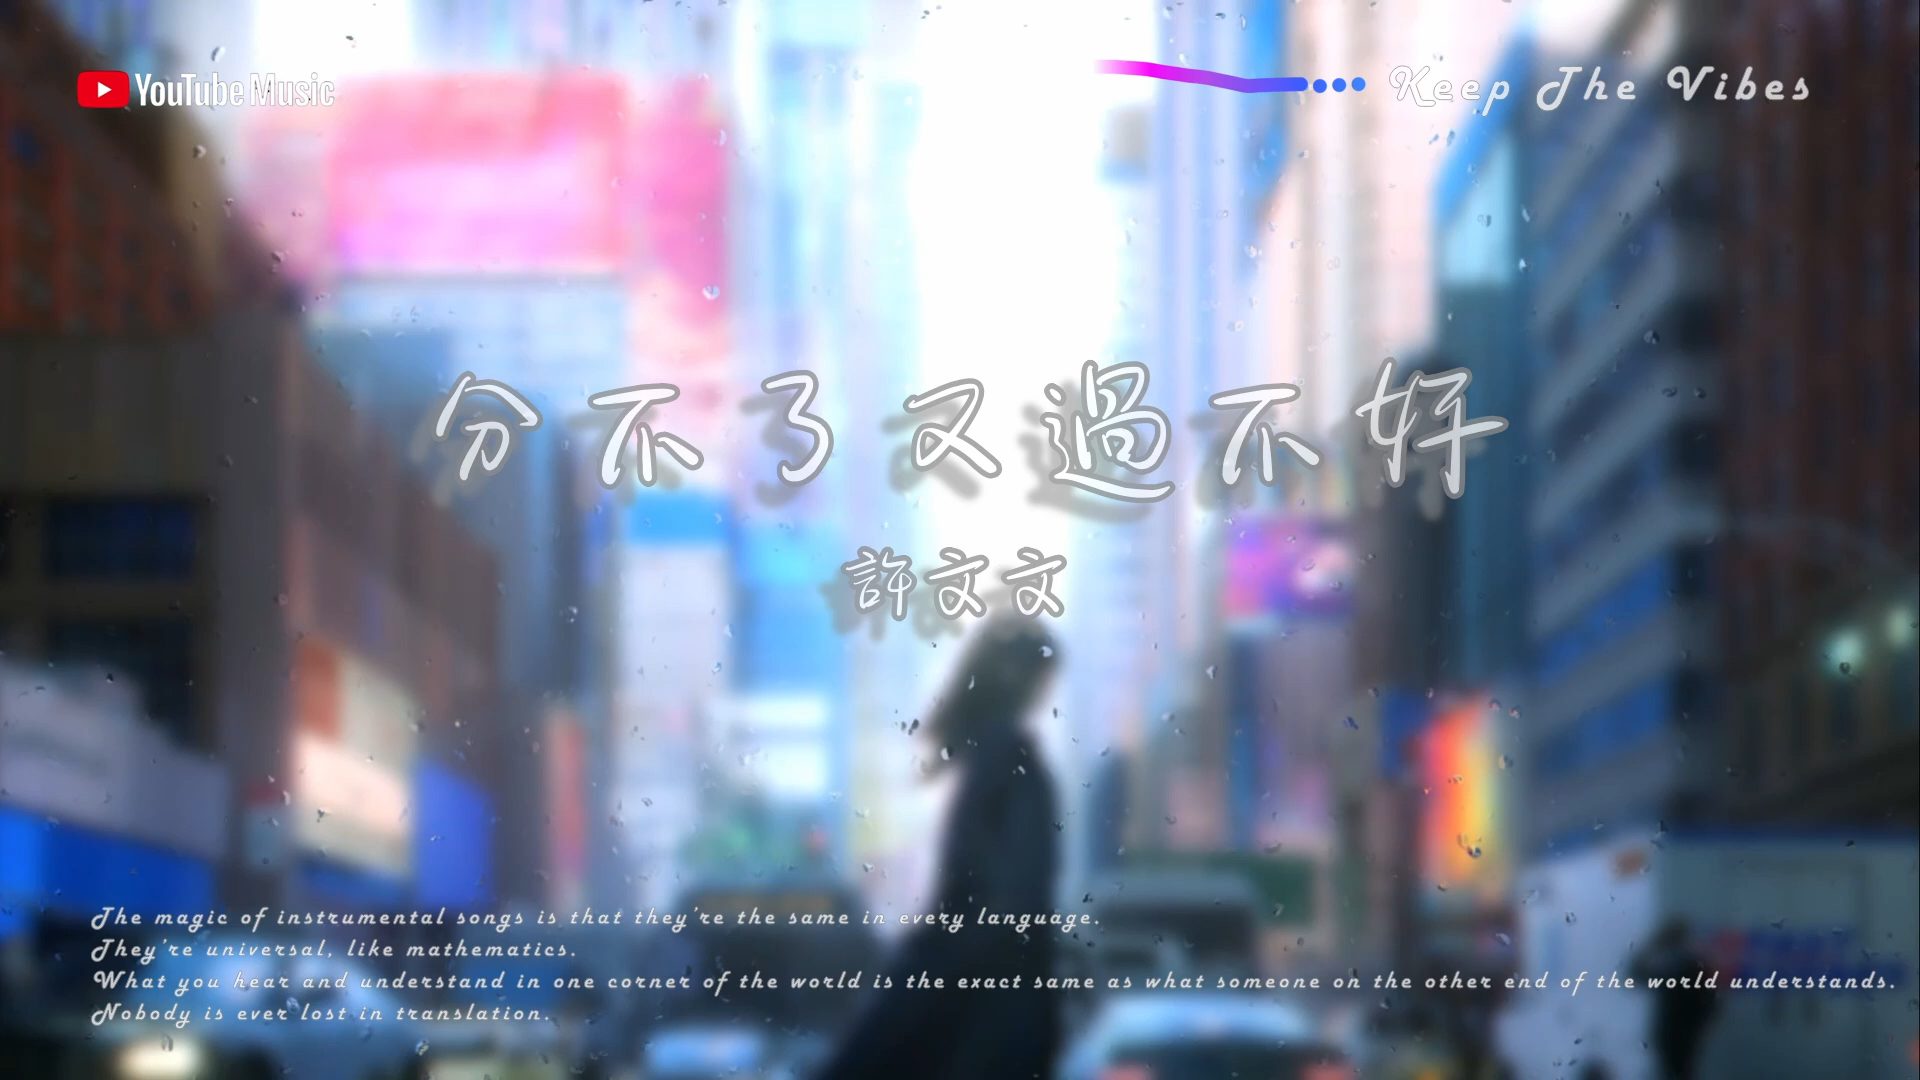 YouTube Music
Keep The Vibes
分不了又過不好
許文文
The magic of instrumental songs is that they're the same in every language.
They're universal, like mathematics.
What you hear and understand in one corner of the world is the exact same as what someone on the other end of the world understands.
Nobody is ever lost in translation.